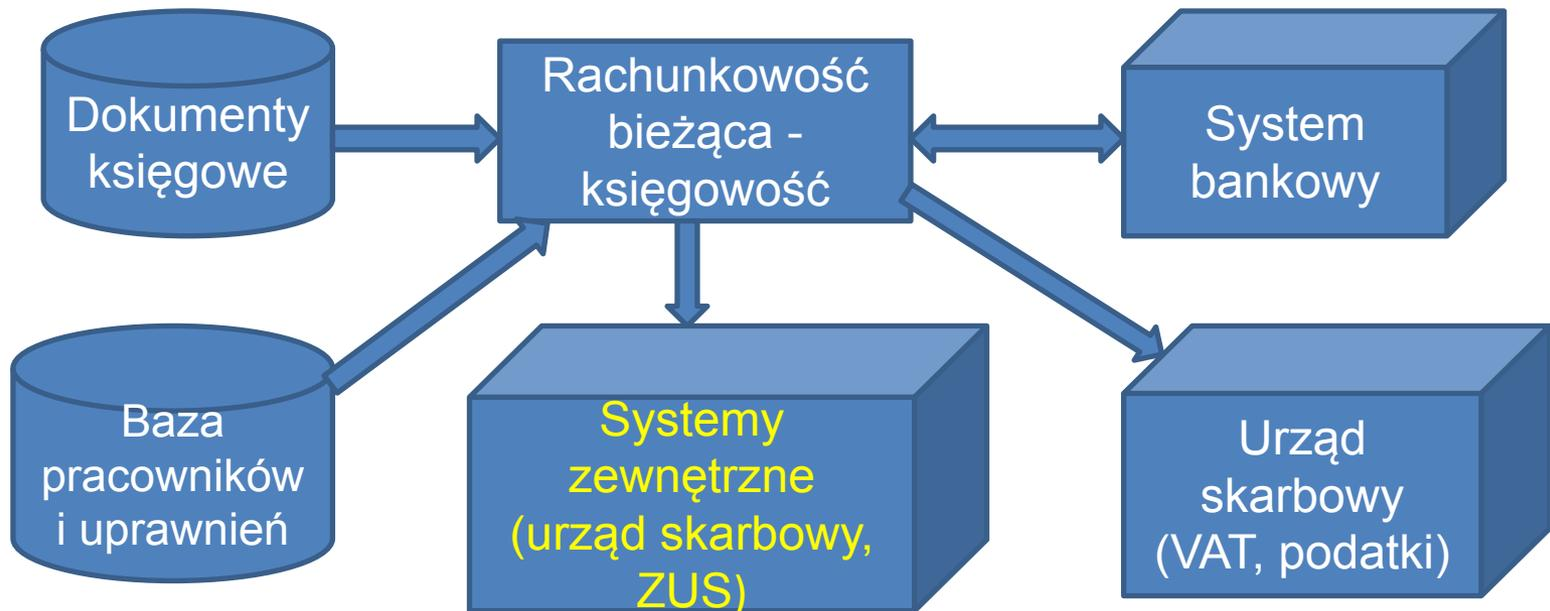 Dokumenty
księgowe
Rachunkowość
bieżąca -
księgowość
System
bankowy
Baza
pracowników
i uprawnień
Systemy
zewnętrzne
(urząd skarbowy,
ZUS)
Urząd
skarbowy
(VAT, podatki)